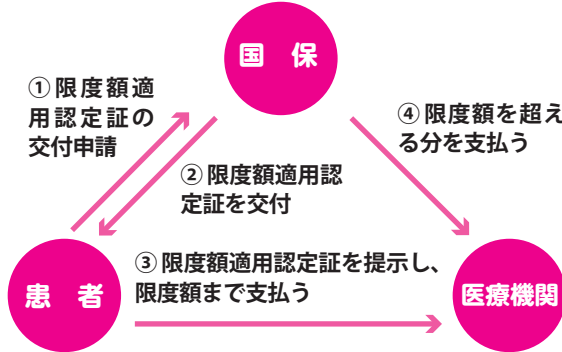 国　保
①限度額適
用認定証の
交付申請
④限度額を超え
る分を支払う
②限度額適用認
定証を交付
③限度額適用認定証を提示し、
限度額まで支払う
患　者
医療機関